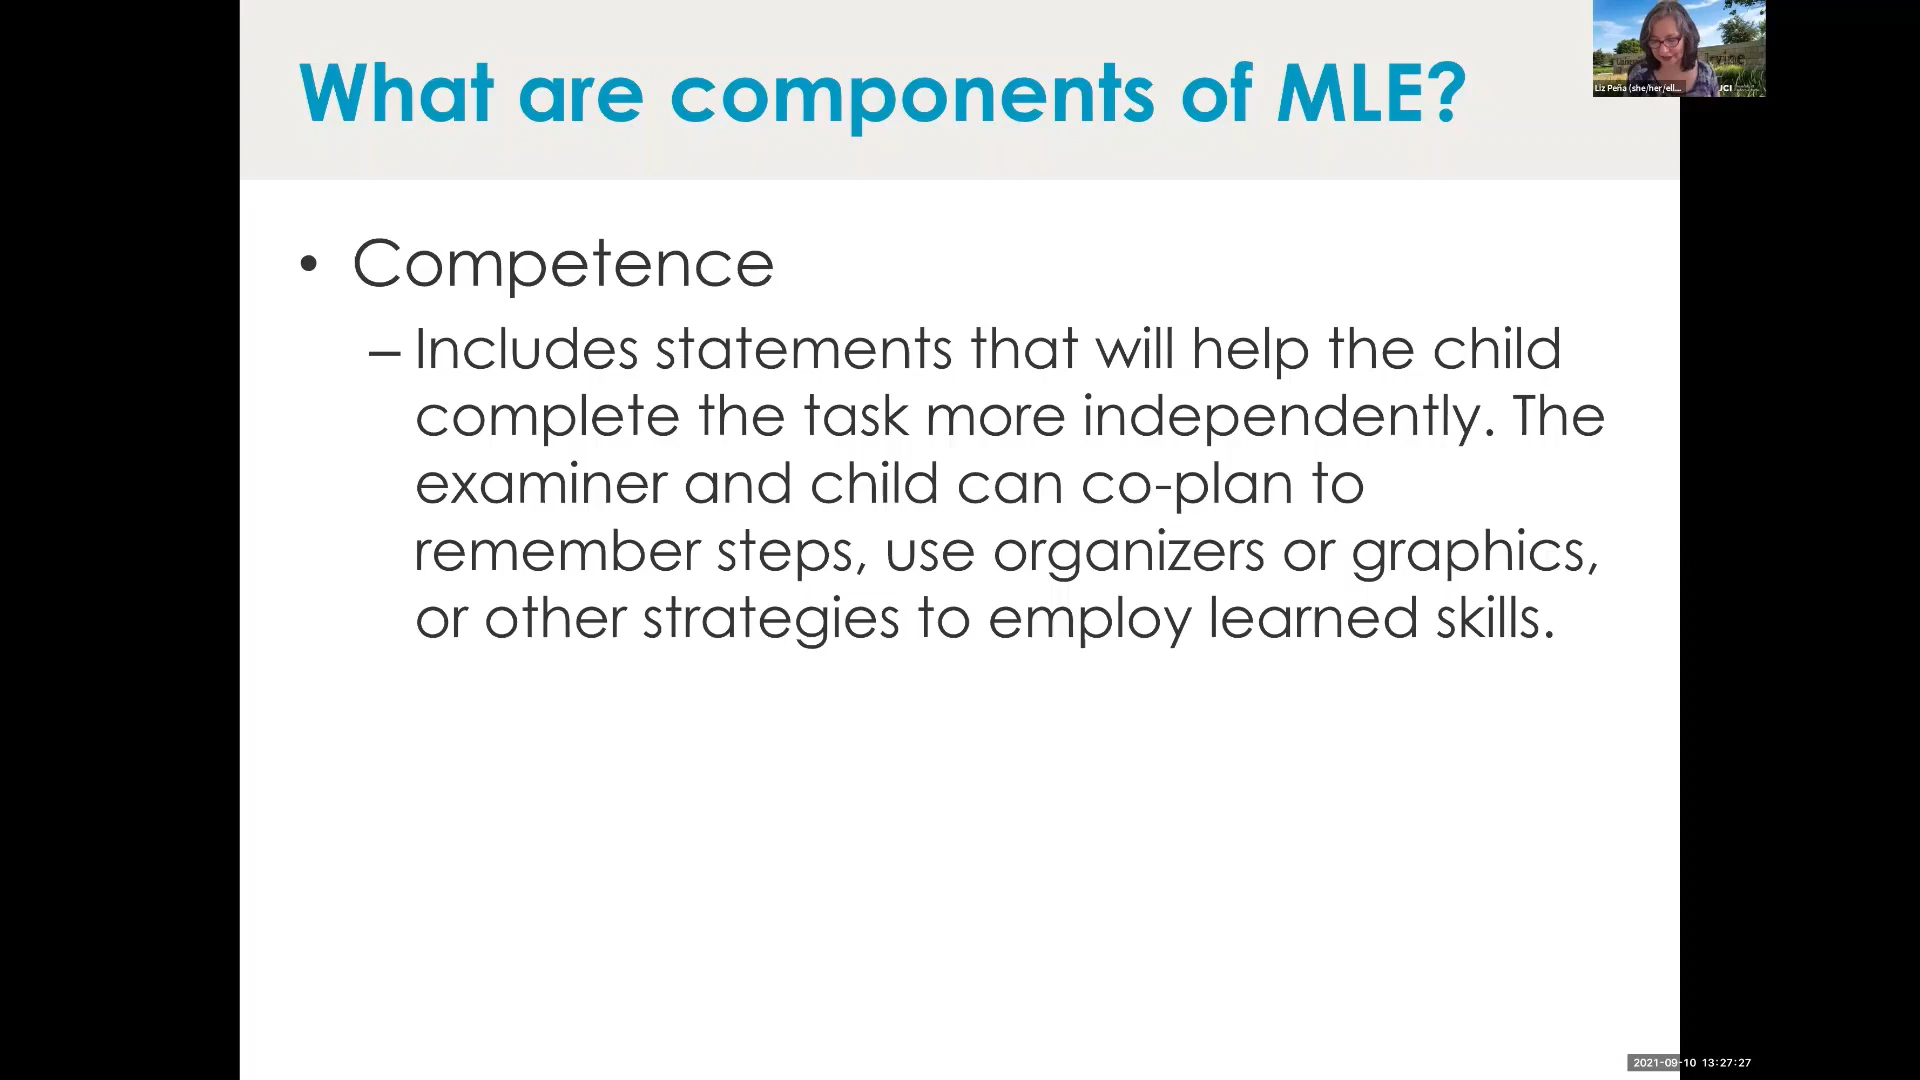 What are components of MLE?
Liz Peña (she/her/ell...
• Competence
– Includes statements that will help the child
complete the task more independently. The
examiner and child can co-plan to
remember steps, use organizers or graphics,
or other strategies to employ learned skills.
2021-09-10 13:27:27